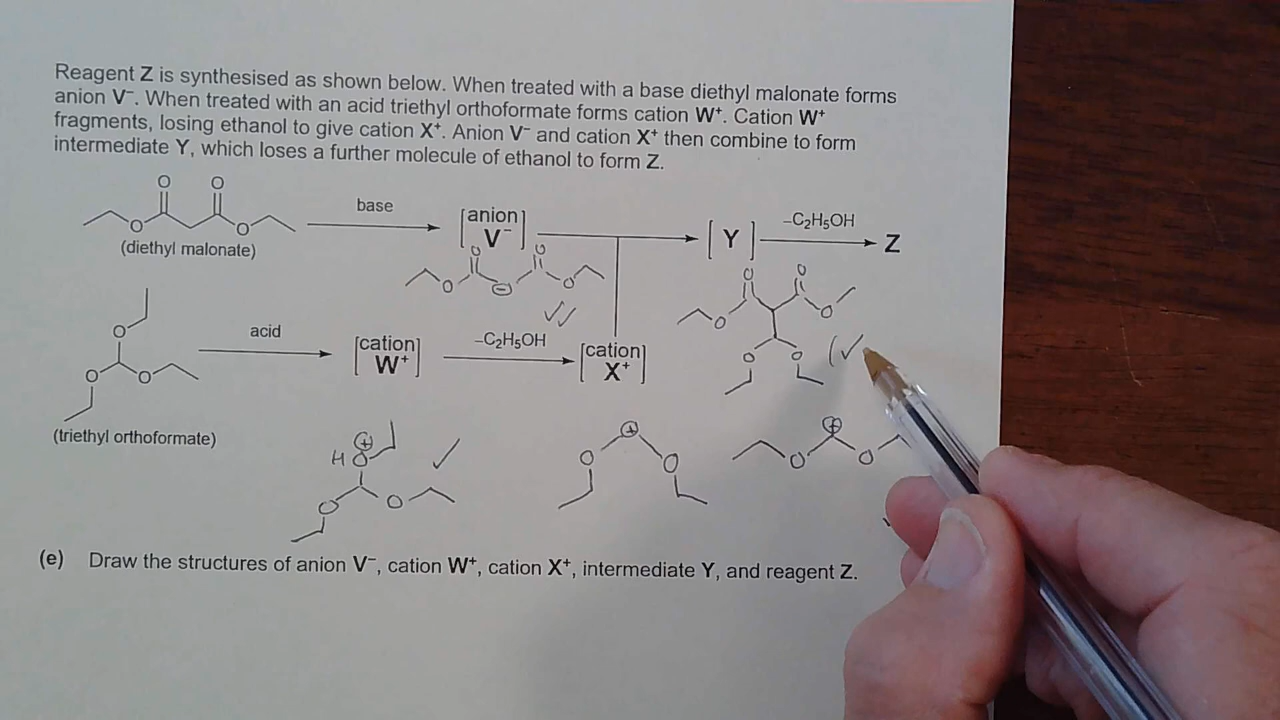 Reagent Z is synthesised as shown below. When treated with a base diethyl malonate forms
anion V⁻. When treated with an acid triethyl orthoformate forms cation W⁺. Cation W⁺
fragments, losing ethanol to give cation X⁺. Anion V⁻ and cation X⁺ then combine to form
intermediate Y, which loses a further molecule of ethanol to form Z.
O O
O O
(diethyl malonate)
base
[anion V⁻]
[Y]
–C₂H₅OH
Z
O O
O ⊖ O
O O
O O
O O
O
O O
(triethyl orthoformate)
acid
[cation W⁺]
–C₂H₅OH
[cation X⁺]
⊕
H O
O O
⊕
O O
⊕
O O
(e) Draw the structures of anion V⁻, cation W⁺, cation X⁺, intermediate Y, and reagent Z.